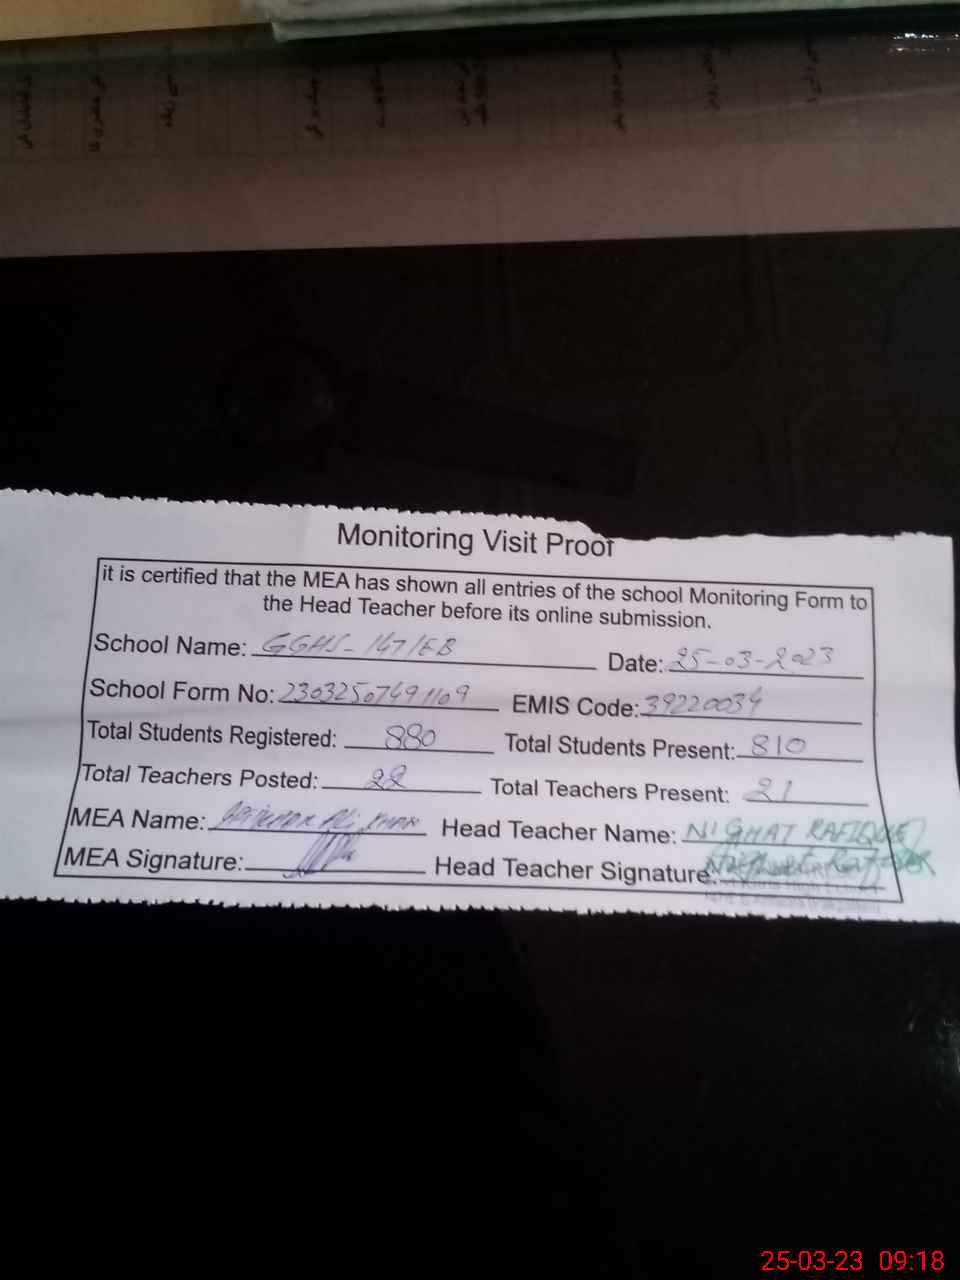 Monitoring Visit Proof
it is certified that the MEA has shown all entries of the school Monitoring Form to
the Head Teacher before its online submission.
School Name: GGHS-147/EB Date: 25-03-2023
School Form No: 23032507491109 EMIS Code: 39220034
Total Students Registered: 880 Total Students Present: 810
Total Teachers Posted: 22 Total Teachers Present: 21
MEA Name: Ali KHAN Head Teacher Name: NIGHAT RAFIQUE
MEA Signature: Head Teacher Signature
25-03-23 09:18